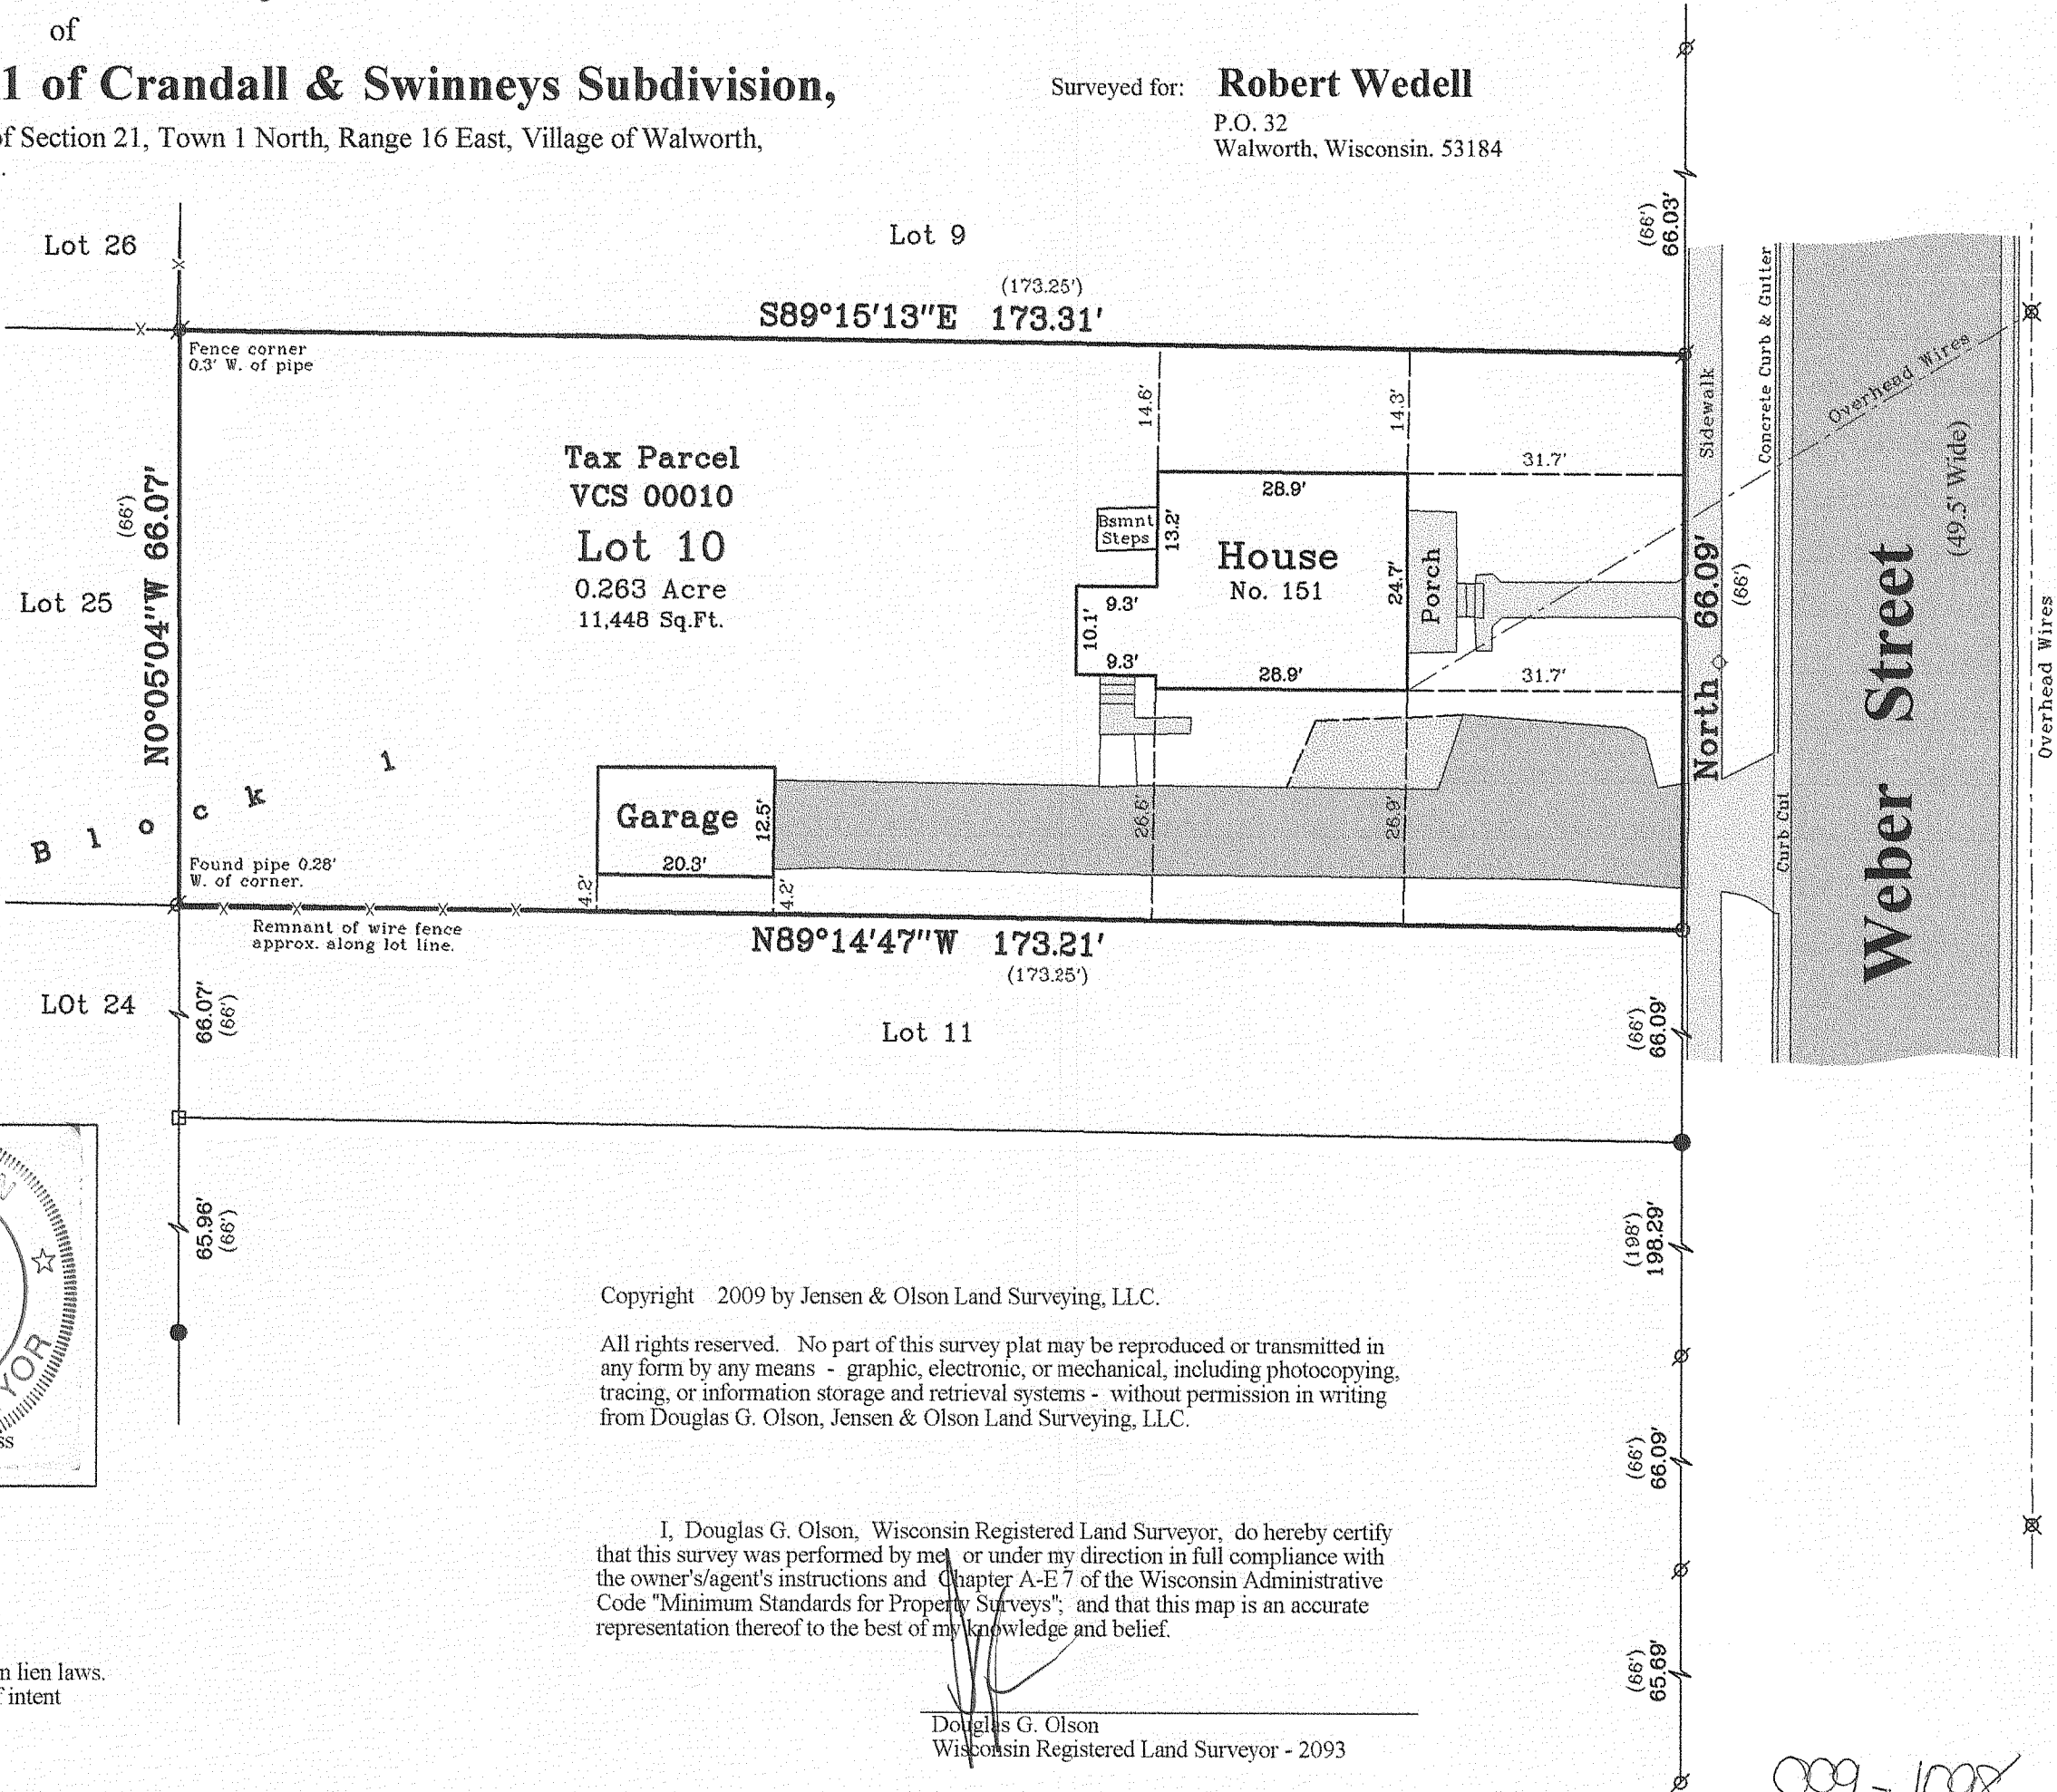 of
1 of Crandall & Swinneys Subdivision,
of Section 21, Town 1 North, Range 16 East, Village of Walworth,
Surveyed for: Robert Wedell
P.O. 32
Walworth, Wisconsin. 53184
(66')
66.03'
Lot 26
Lot 9
(173.25')
S89°15'13"E 173.31'
Fence corner
0.3' W. of pipe
Sidewalk
Concrete Curb & Gutter
Overhead Wires
(49.5' Wide)
14.6'
14.3'
31.7'
Tax Parcel
VCS 00010
Lot 10
0.263 Acre
11,448 Sq.Ft.
(66')
N0°05'04"W 66.07'
Lot 25
28.9'
Bsmnt
Steps
13.2'
House
No. 151
24.7'
Porch
9.3'
10.1'
9.3'
28.9'
31.7'
North 66.09'
(66')
Weber Street
Overhead Wires
Block 1
Garage
12.5'
20.3'
4.2'
4.2'
26.6'
26.9'
Curb Cut
Found pipe 0.28'
W. of corner.
Remnant of wire fence
approx. along lot line.
N89°14'47"W 173.21'
(173.25')
LOt 24
66.07'
(66')
Lot 11
(66')
66.09'
65.96'
(66')
(198')
198.29'
YOR
ss
Copyright 2009 by Jensen & Olson Land Surveying, LLC.
All rights reserved. No part of this survey plat may be reproduced or transmitted in
any form by any means - graphic, electronic, or mechanical, including photocopying,
tracing, or information storage and retrieval systems - without permission in writing
from Douglas G. Olson, Jensen & Olson Land Surveying, LLC.
(66')
66.09'
I, Douglas G. Olson, Wisconsin Registered Land Surveyor, do hereby certify
that this survey was performed by me or under my direction in full compliance with
the owner's/agent's instructions and Chapter A-E 7 of the Wisconsin Administrative
Code "Minimum Standards for Property Surveys"; and that this map is an accurate
representation thereof to the best of my knowledge and belief.
(66')
65.69'
n lien laws.
f intent
Douglas G. Olson
Wisconsin Registered Land Surveyor - 2093